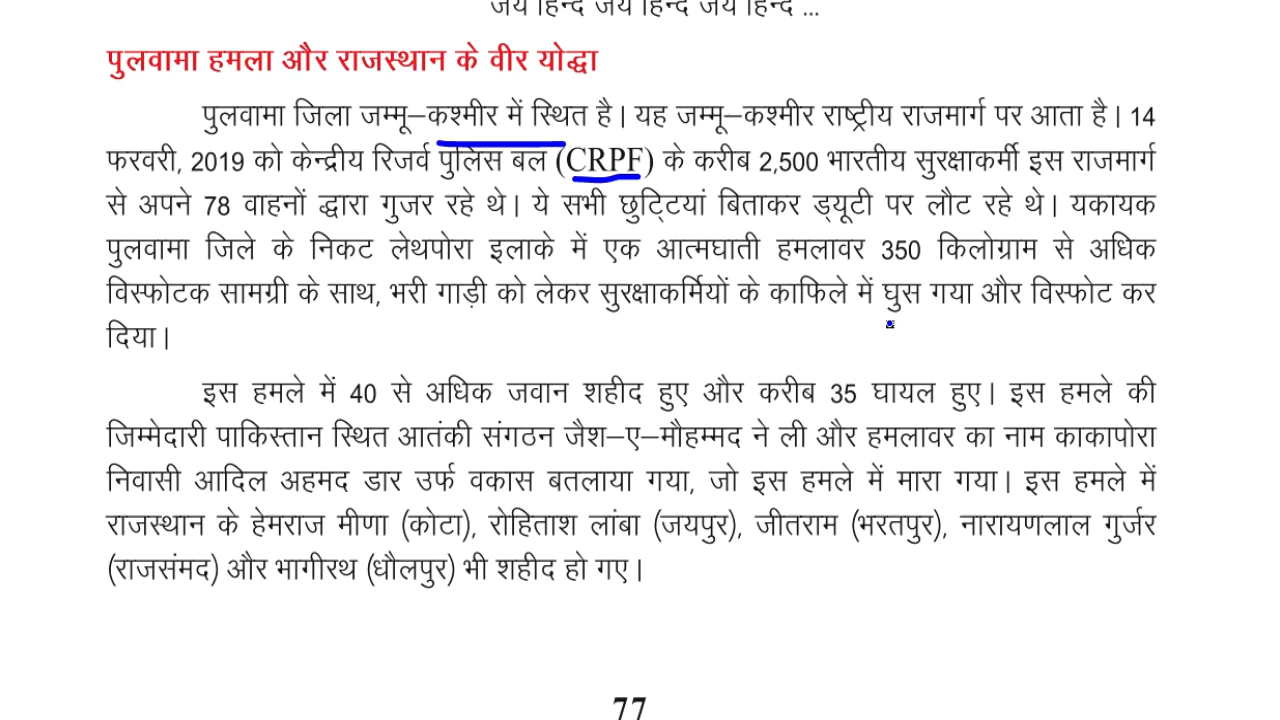 जय हिन्द जय हिन्द जय हिन्द ...
पुलवामा हमला और राजस्थान के वीर योद्धा
पुलवामा जिला जम्मू–कश्मीर में स्थित है। यह जम्मू–कश्मीर राष्ट्रीय राजमार्ग पर आता है। 14
फरवरी, 2019 को केन्द्रीय रिजर्व पुलिस बल (CRPF) के करीब 2,500 भारतीय सुरक्षाकर्मी इस राजमार्ग
से अपने 78 वाहनों द्वारा गुजर रहे थे। ये सभी छुट्टियां बिताकर ड्यूटी पर लौट रहे थे। यकायक
पुलवामा जिले के निकट लेथपोरा इलाके में एक आत्मघाती हमलावर 350 किलोग्राम से अधिक
विस्फोटक सामग्री के साथ, भरी गाड़ी को लेकर सुरक्षाकर्मियों के काफिले में घुस गया और विस्फोट कर
दिया।
इस हमले में 40 से अधिक जवान शहीद हुए और करीब 35 घायल हुए। इस हमले की
जिम्मेदारी पाकिस्तान स्थित आतंकी संगठन जैश–ए–मौहम्मद ने ली और हमलावर का नाम काकापोरा
निवासी आदिल अहमद डार उर्फ वकास बतलाया गया, जो इस हमले में मारा गया। इस हमले में
राजस्थान के हेमराज मीणा (कोटा), रोहिताश लांबा (जयपुर), जीतराम (भरतपुर), नारायणलाल गुर्जर
(राजसंमद) और भागीरथ (धौलपुर) भी शहीद हो गए।
77